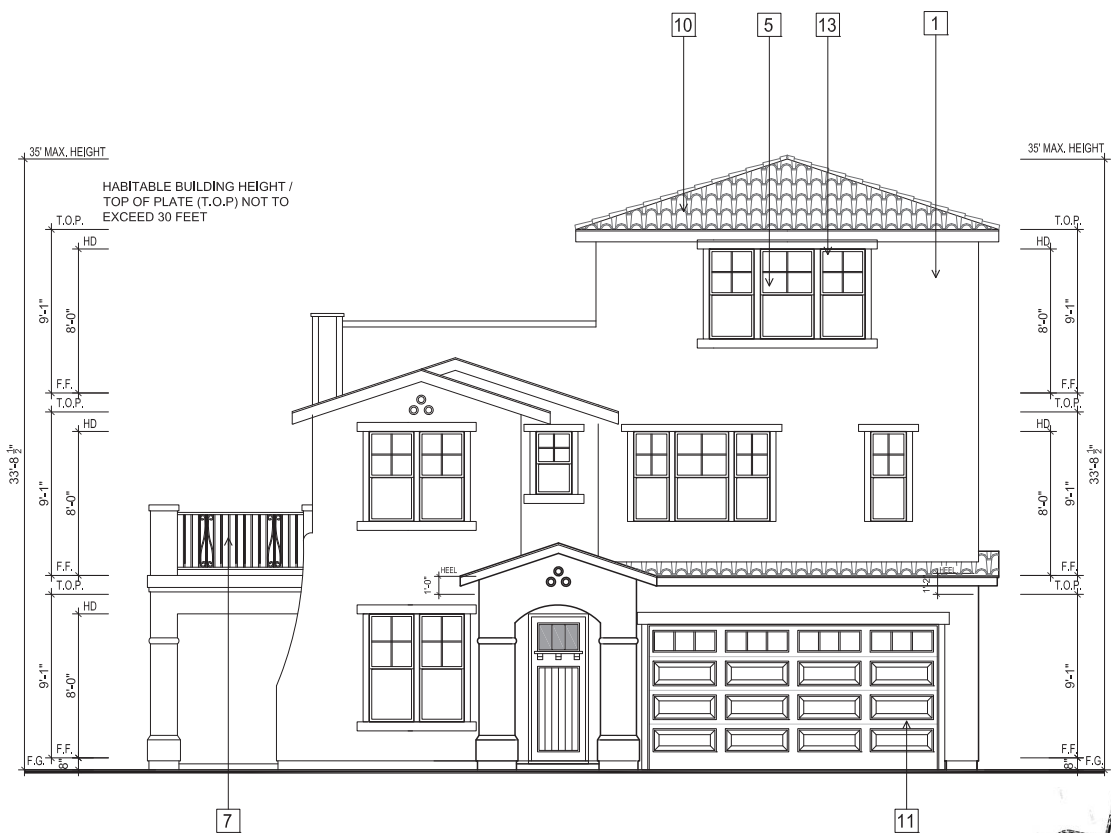 10
5
13
1
35' MAX. HEIGHT
35' MAX. HEIGHT
HABITABLE BUILDING HEIGHT /
TOP OF PLATE (T.O.P) NOT TO
EXCEED 30 FEET
T.O.P.
HD
9'-1"
8'-0"
F.F.
T.O.P.
HD
9'-1"
8'-0"
33'-8 ½"
F.F.
T.O.P.
HD
9'-1"
8'-0"
F.F.
F.G.
8"
HEEL
1'-0"
HEEL
1'-2"
T.O.P.
HD
8'-0"
9'-1"
F.F.
T.O.P.
HD
8'-0"
9'-1"
33'-8 ½"
F.F.
T.O.P.
9'-1"
F.F.
8"
F.G.
7
11